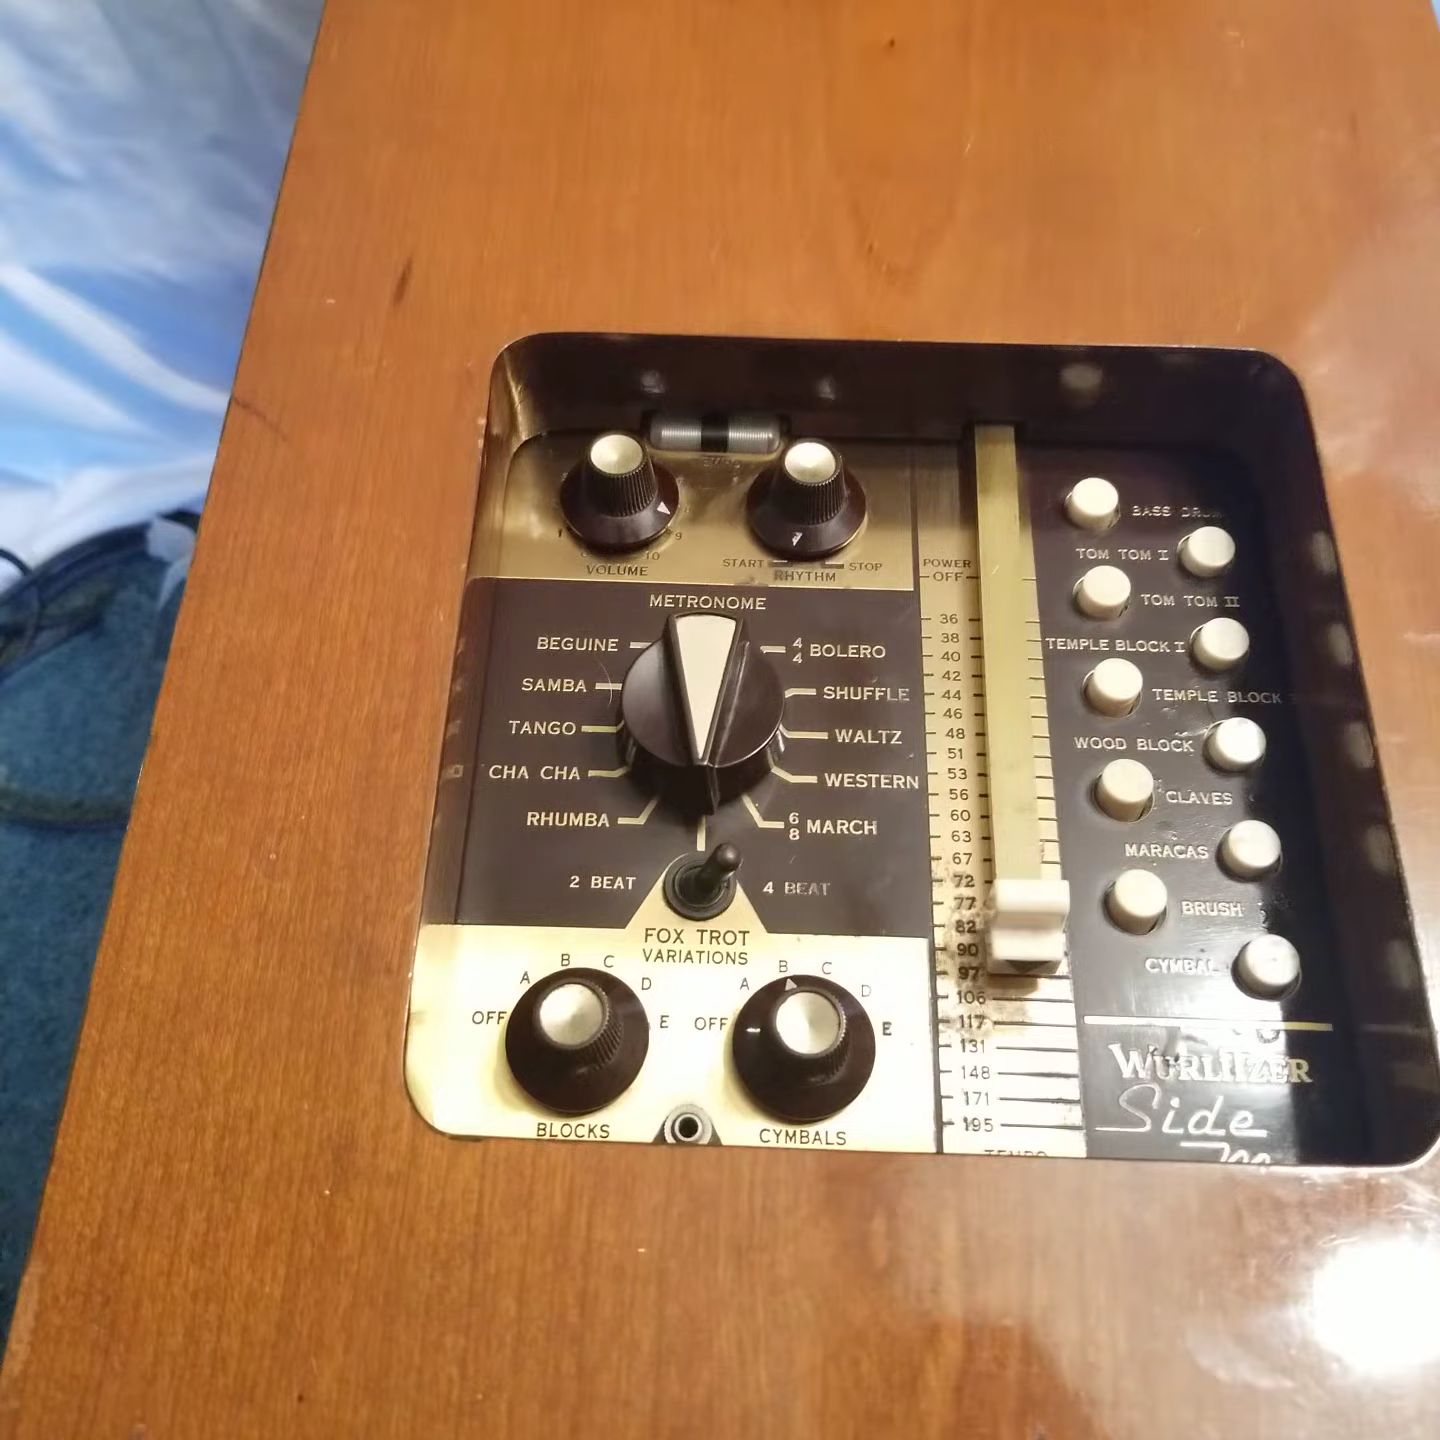 9
10
VOLUME
START
STOP
RHYTHM
METRONOME
BEGUINE
SAMBA
TANGO
CHA CHA
RHUMBA
4
4 BOLERO
SHUFFLE
WALTZ
WESTERN
6
8 MARCH
2 BEAT
4 BEAT
FOX TROT
VARIATIONS
OFF
A
B
C
D
E
BLOCKS
OFF
A
B
C
D
E
CYMBALS
POWER
OFF
36
38
40
42
44
46
48
51
53
56
60
63
67
72
77
82
90
97
106
117
131
148
171
195
BASS DRUM
TOM TOM I
TOM TOM II
TEMPLE BLOCK I
TEMPLE BLOCK
WOOD BLOCK
CLAVES
MARACAS
BRUSH
CYMBAL
WURLITZER
Side